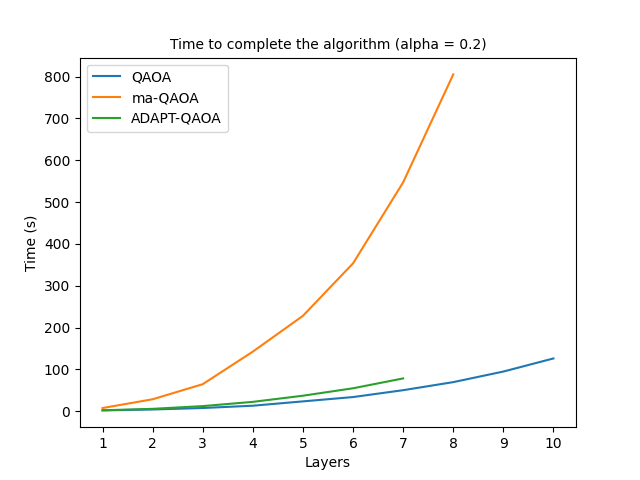 Time to complete the algorithm (alpha = 0.2)
QAOA
ma-QAOA
ADAPT-QAOA
800
700
600
500
400
300
200
100
0
Time (s)
1 2 3 4 5 6 7 8 9 10
Layers